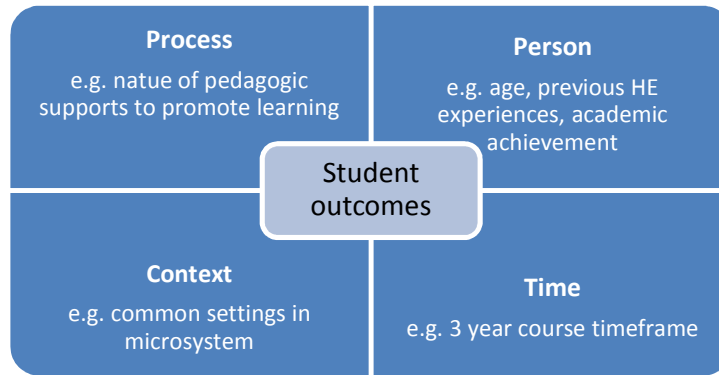 Process
e.g. natue of pedagogic
supports to promote learning
Person
e.g. age, previous HE
experiences, academic
achievement
Student
outcomes
Context
e.g. common settings in
microsystem
Time
e.g. 3 year course timeframe